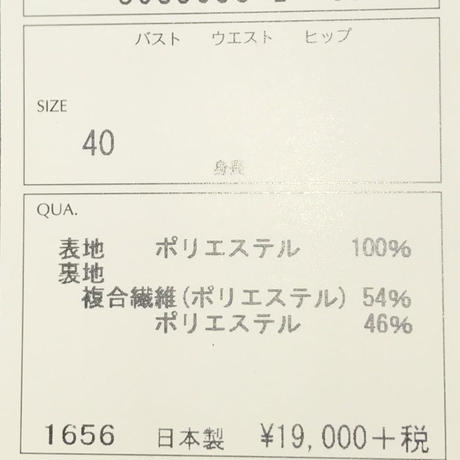 バスト ウエスト ヒップ
SIZE
40
身長
QUA.
表地 ポリエステル 100%
裏地
複合繊維(ポリエステル) 54%
ポリエステル 46%
1656 日本製 ¥19,000+税